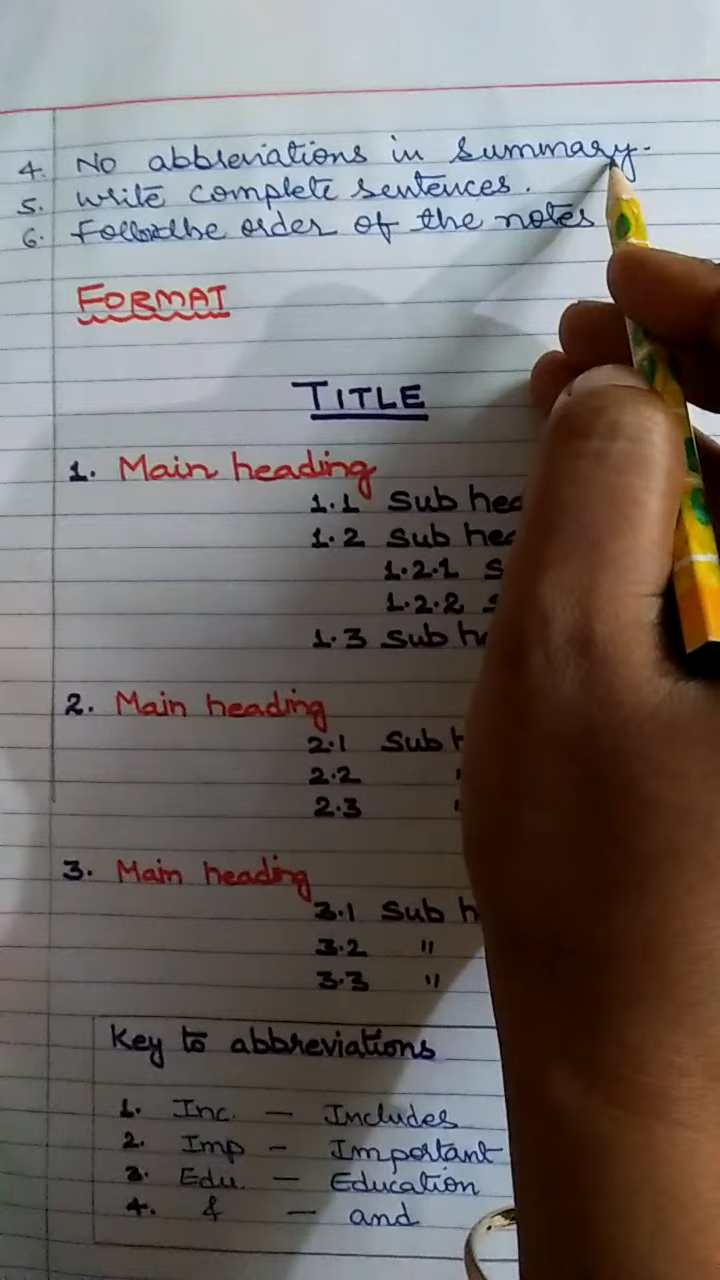 4. No abbreviations in summary.
5. Write complete sentences.
6. Follow the order of the notes
FORMAT
TITLE
1. Main heading
1.1 Sub hea
1.2 Sub hea
1.2.1 S
1.2.2 S
1.3 Sub he
2. Main heading
2.1 Sub h
2.2 "
2.3 "
3. Main heading
3.1 Sub h
3.2 "
3.3 "
Key to abbreviations
1. Inc. - Includes
2. Imp - Important
3. Edu. - Education
4. & - and